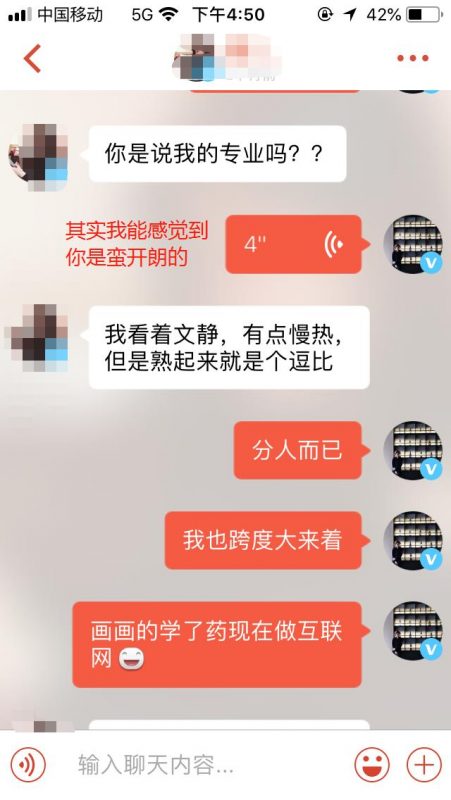 中国移动 5G 下午4:50 42%
你是说我的专业吗？？
其实我能感觉到
你是蛮开朗的
4"
我看着文静，有点慢热，
但是熟起来就是个逗比
分人而已
我也跨度大来着
画画的学了药现在做互联
网
输入聊天内容...